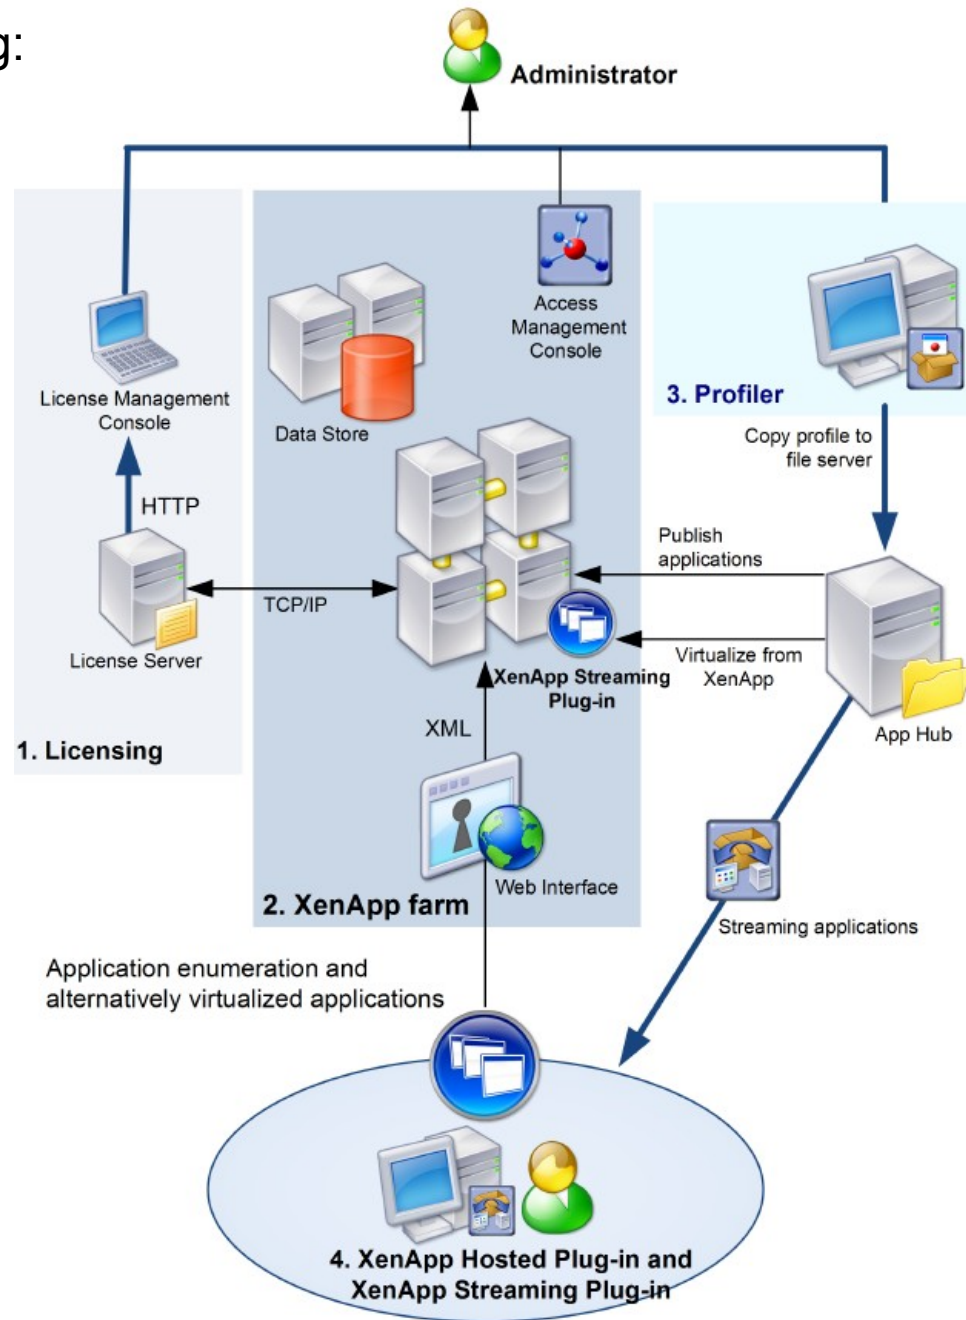 g:
Administrator
Access
Management
Console
License Management
Console
Data Store
3. Profiler
Copy profile to
file server
HTTP
Publish
applications
TCP/IP
License Server
XenApp Streaming
Plug-in
Virtualize from
XenApp
App Hub
1. Licensing
XML
Web Interface
2. XenApp farm
Streaming applications
Application enumeration and
alternatively virtualized applications
4. XenApp Hosted Plug-in and
XenApp Streaming Plug-in